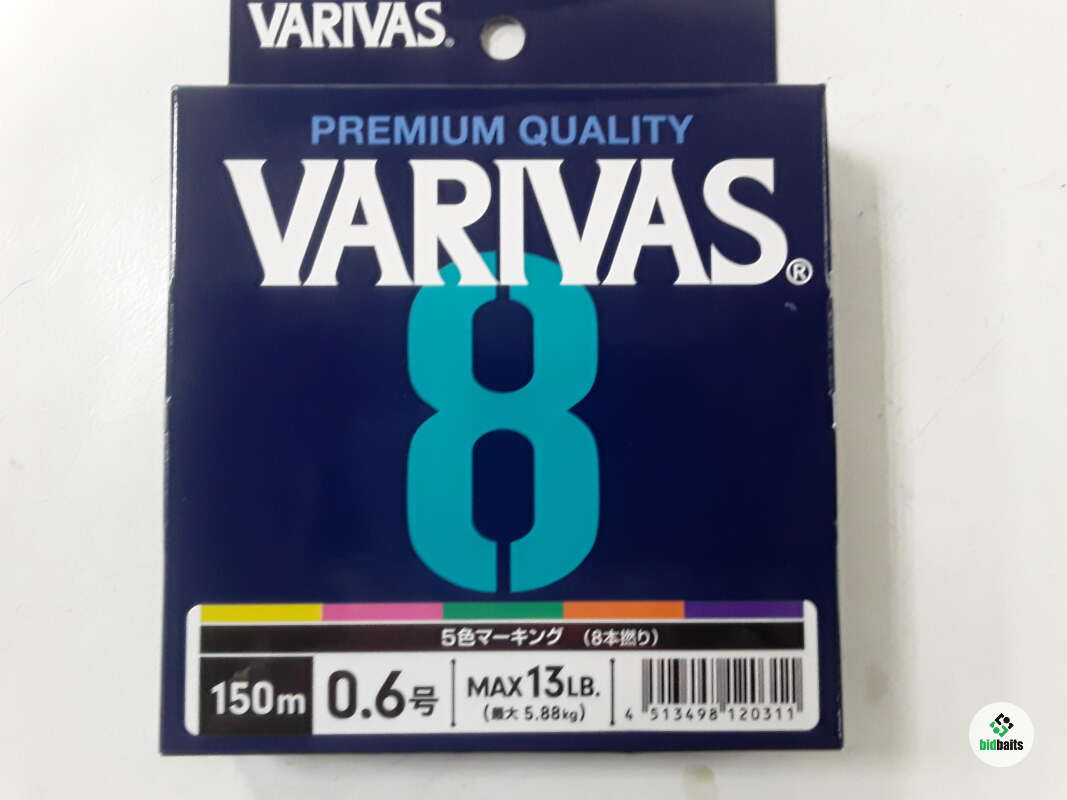 VARIVAS®
PREMIUM QUALITY
VARIVAS®
8
5色マーキング (8本撚り)
150m 0.6号 MAX 13LB.
(最大 5.88kg)
4 513498 120311
bidbaits